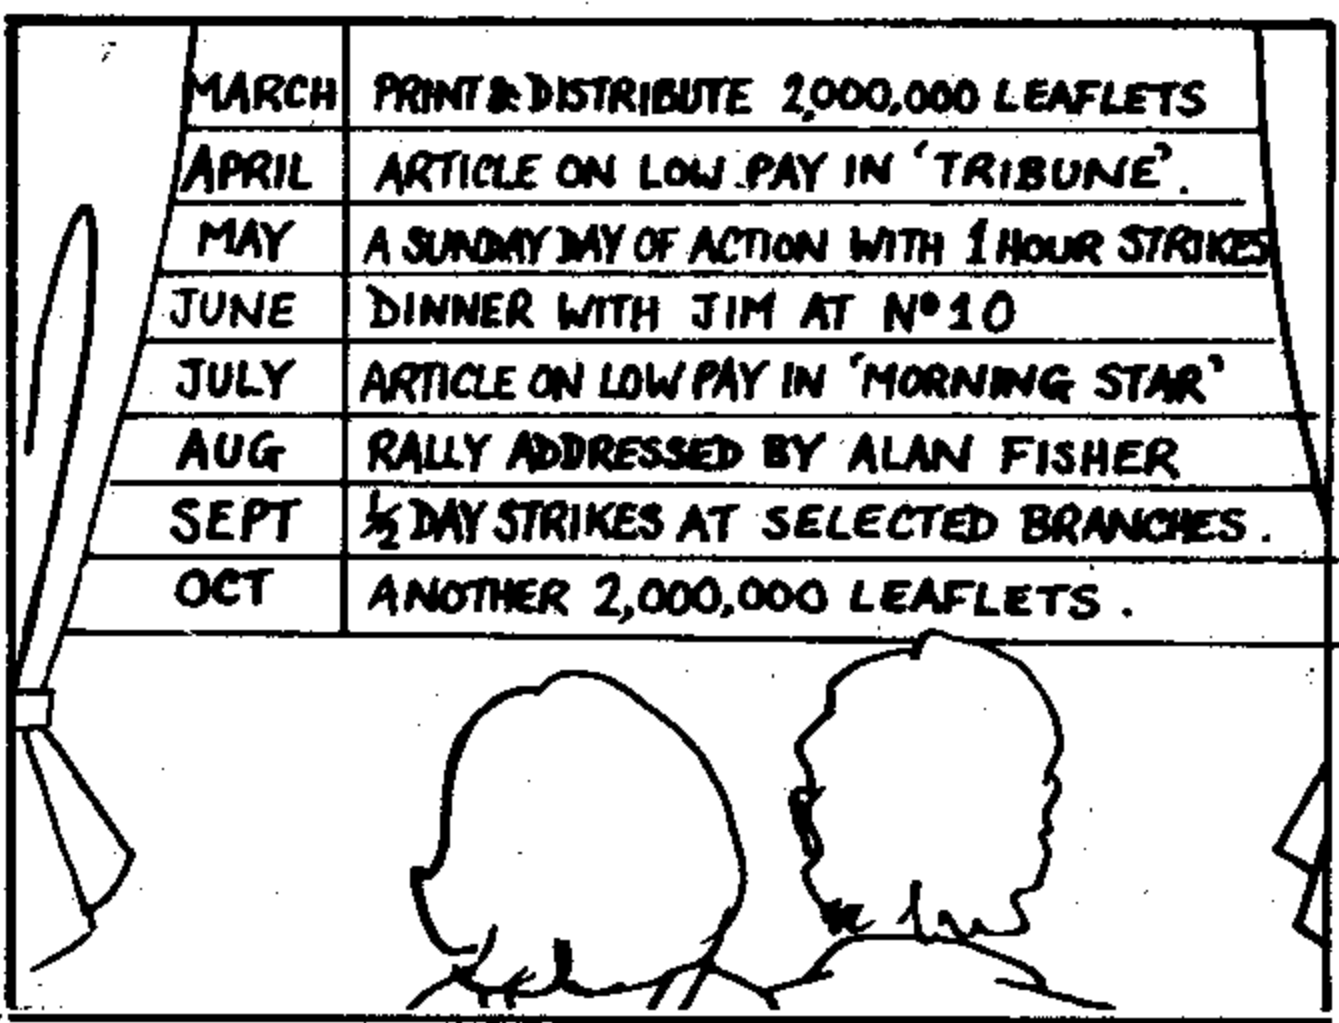 MARCH PRINT & DISTRIBUTE 2,000,000 LEAFLETS
APRIL ARTICLE ON LOW PAY IN 'TRIBUNE'.
MAY A SUNDAY DAY OF ACTION WITH 1 HOUR STRIKES
JUNE DINNER WITH JIM AT Nº 10
JULY ARTICLE ON LOW PAY IN 'MORNING STAR'
AUG RALLY ADDRESSED BY ALAN FISHER
SEPT ½ DAY STRIKES AT SELECTED BRANCHES.
OCT ANOTHER 2,000,000 LEAFLETS.